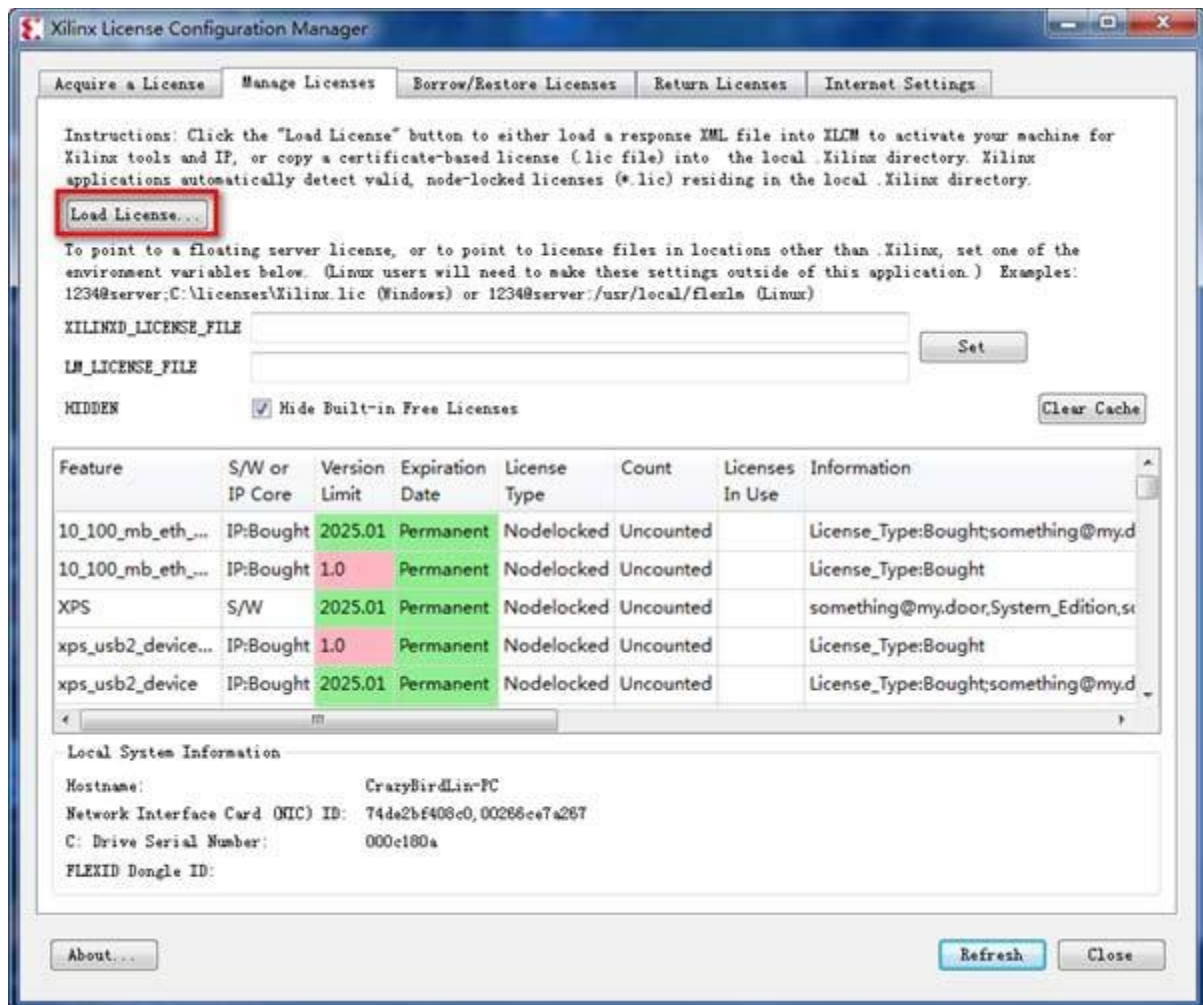 Xilinx License Configuration Manager
Acquire a License Manage Licenses Borrow/Restore Licenses Return Licenses Internet Settings
Instructions: Click the "Load License" button to either load a response XML file into XLCM to activate your machine for
Xilinx tools and IP, or copy a certificate-based license (.lic file) into the local .Xilinx directory. Xilinx
applications automatically detect valid, node-locked licenses (*.lic) residing in the local .Xilinx directory.
Load License...
To point to a floating server license, or to point to license files in locations other than .Xilinx, set one of the
environment variables below. (Linux users will need to make these settings outside of this application.) Examples:
1234@server;C:\licenses\Xilinx.lic (Windows) or 1234@server:/usr/local/flexlm (Linux)
XILINXD_LICENSE_FILE
Set
LM_LICENSE_FILE
HIDDEN Hide Built-in Free Licenses Clear Cache
Feature S/W or IP Core Version Limit Expiration Date License Type Count Licenses In Use Information
10_100_mb_eth_... IP:Bought 2025.01 Permanent Nodelocked Uncounted License_Type:Bought;something@my.d
10_100_mb_eth_... IP:Bought 1.0 Permanent Nodelocked Uncounted License_Type:Bought
XPS S/W 2025.01 Permanent Nodelocked Uncounted something@my.door,System_Edition,so
xps_usb2_device... IP:Bought 1.0 Permanent Nodelocked Uncounted License_Type:Bought
xps_usb2_device IP:Bought 2025.01 Permanent Nodelocked Uncounted License_Type:Bought;something@my.d
Local System Information
Hostname: CrazyBirdLin-PC
Network Interface Card (NIC) ID: 74de2bf408c0,00266ce7a267
C: Drive Serial Number: 000c180a
FLEXID Dongle ID:
About... Refresh Close